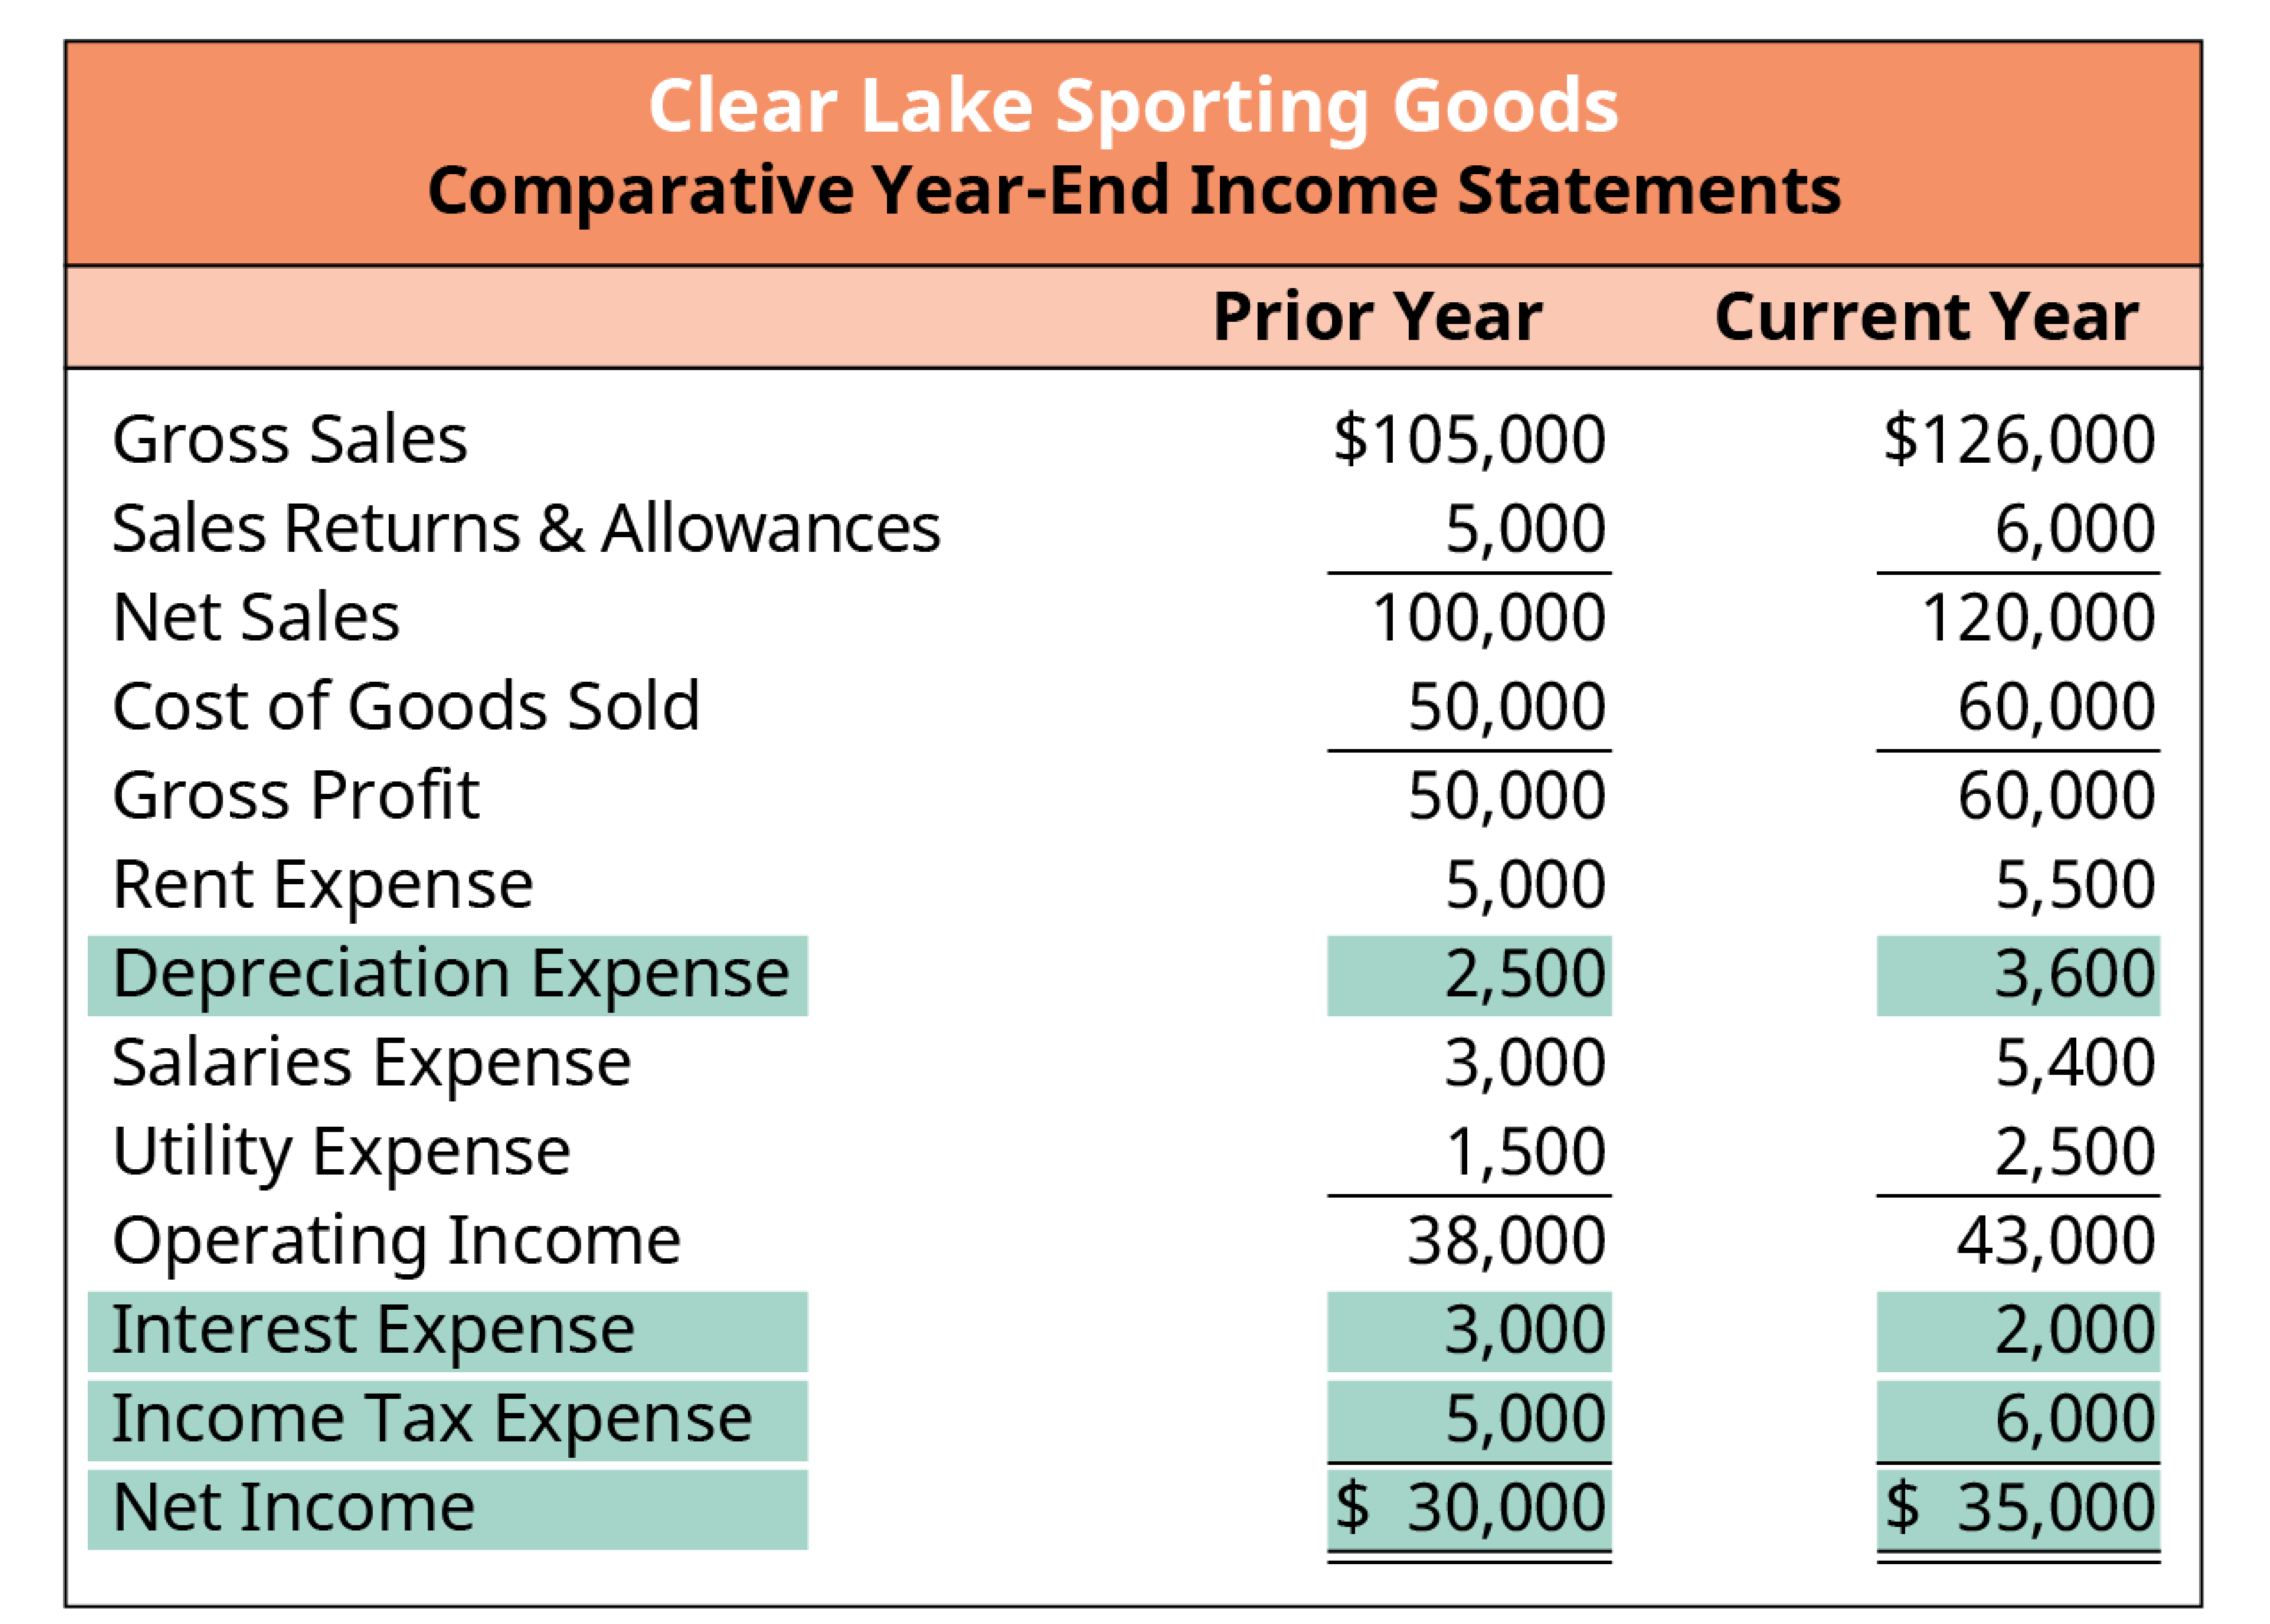 Clear Lake Sporting Goods
Comparative Year-End Income Statements
Prior Year Current Year
Gross Sales $105,000 $126,000
Sales Returns & Allowances 5,000 6,000
Net Sales 100,000 120,000
Cost of Goods Sold 50,000 60,000
Gross Profit 50,000 60,000
Rent Expense 5,000 5,500
Depreciation Expense 2,500 3,600
Salaries Expense 3,000 5,400
Utility Expense 1,500 2,500
Operating Income 38,000 43,000
Interest Expense 3,000 2,000
Income Tax Expense 5,000 6,000
Net Income $ 30,000 $ 35,000